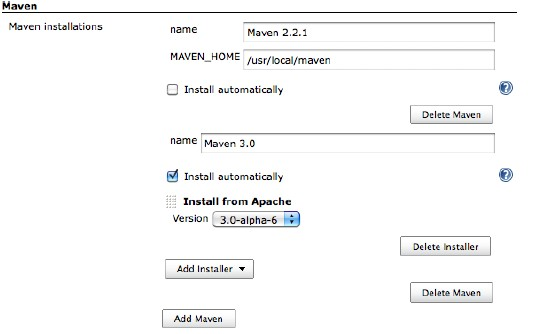 Maven
Maven installations
name Maven 2.2.1
MAVEN_HOME /usr/local/maven
Install automatically ?
Delete Maven
name Maven 3.0
Install automatically ?
Install from Apache
Version 3.0-alpha-6
Delete Installer
Add Installer
Delete Maven
Add Maven